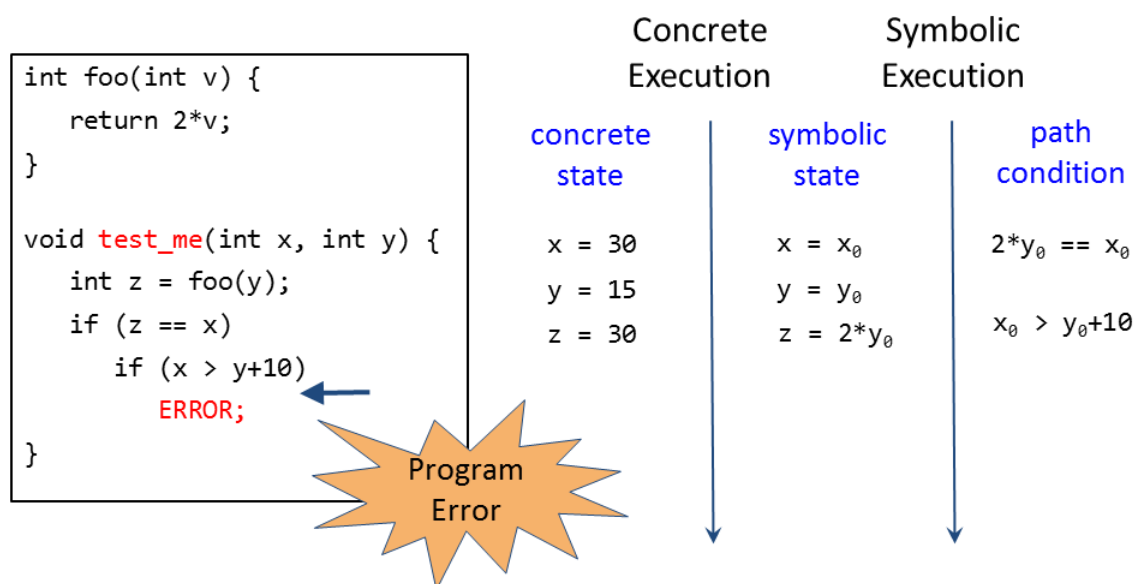 int foo(int v) {
return 2*v;
}
void test_me(int x, int y) {
int z = foo(y);
if (z == x)
if (x > y+10)
ERROR;
}
Program
Error
Concrete
Execution
Symbolic
Execution
concrete
state
symbolic
state
path
condition
x = 30
y = 15
z = 30
x = x₀
y = y₀
z = 2*y₀
2*y₀ == x₀
x₀ > y₀+10